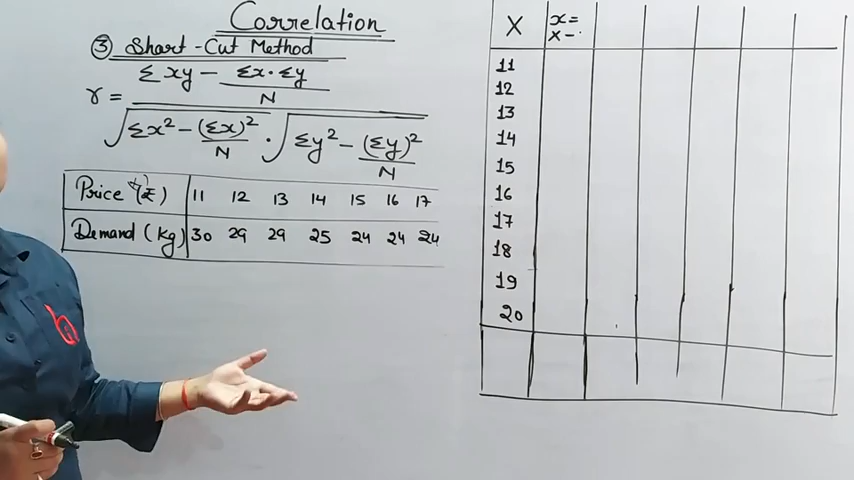 Correlation
③ Shart-Cut Method
r = Σxy - Σx·Σy / N / √Σx² - (Σx)² / N · √Σy² - (Σy)² / N
Price (₹) 11 12 13 14 15 16 17
Demand (Kg) 30 29 29 25 24 24 24
X x=
x-·
11
12
13
14
15
16
17
18
19
20